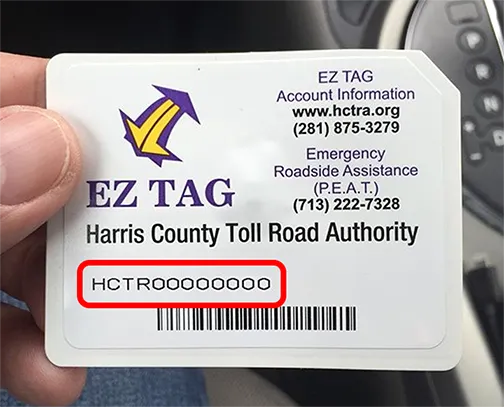 EZ TAG
Account Information
www.hctra.org
(281) 875-3279
Emergency
Roadside Assistance
(P.E.A.T.)
(713) 222-7328
EZ TAG
Harris County Toll Road Authority
HCTR00000000